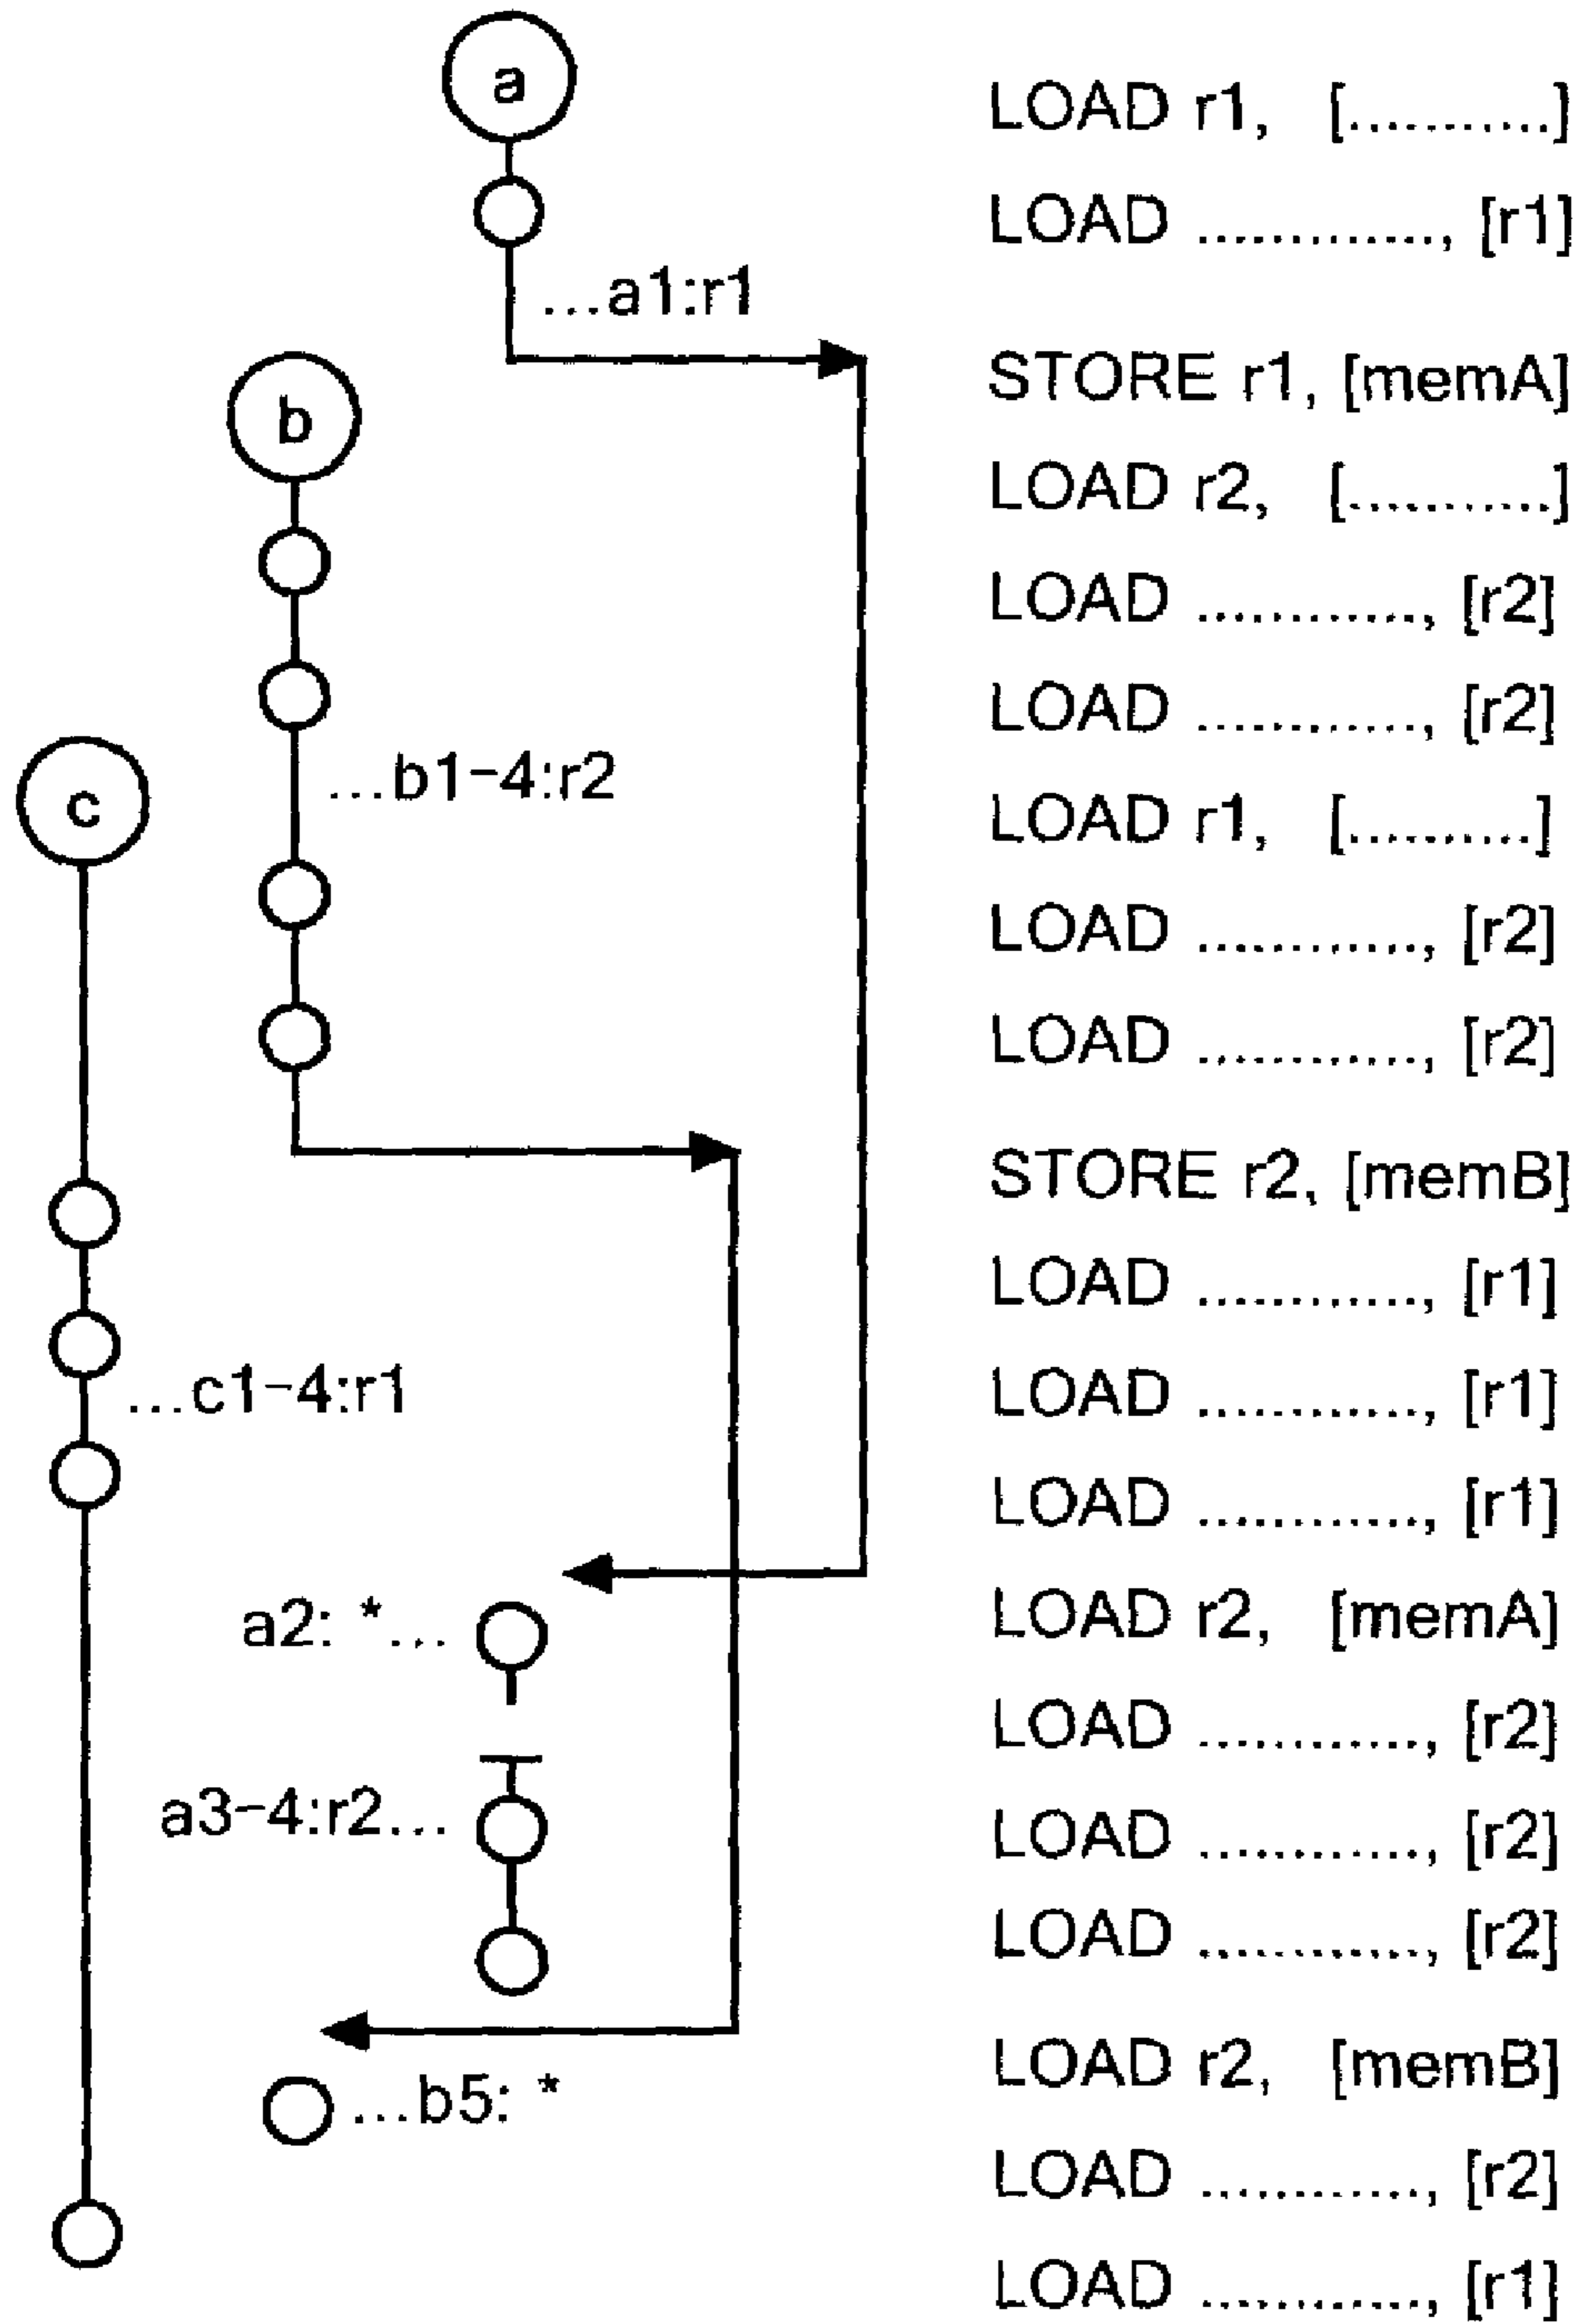 a
LOAD r1, [...........]
LOAD ............., [r1]
...a1:r1
STORE r1, [memA]
b
LOAD r2, [...........]
LOAD ............, [r2]
LOAD ............, [r2]
...b1-4:r2
c
LOAD r1, [..........]
LOAD ............, [r2]
LOAD ............, [r2]
STORE r2, [memB]
LOAD ............, [r1]
LOAD ............, [r1]
...c1-4:r1
LOAD ............, [r1]
a2: *...
LOAD r2, [memA]
LOAD ............, [r2]
a3-4:r2...
LOAD ............, [r2]
LOAD ............, [r2]
LOAD r2, [memB]
...b5: *
LOAD ............, [r2]
LOAD ............, [r1]